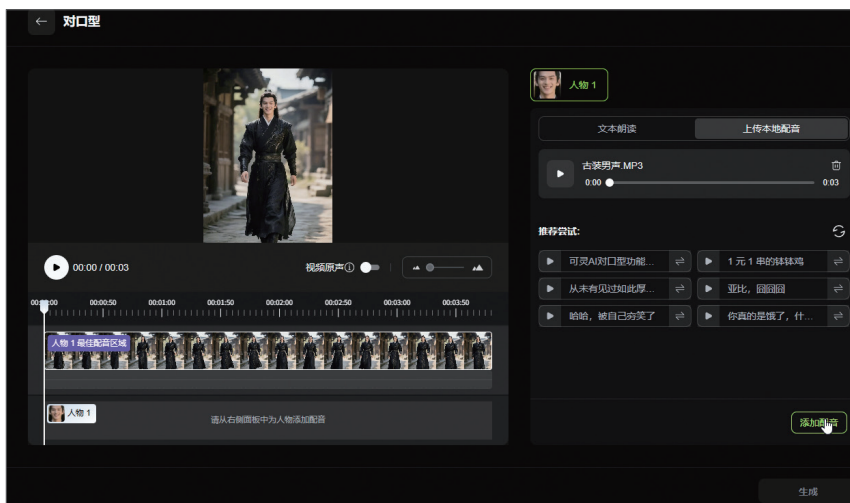 ← 对口型
人物 1
文本朗读
上传本地配音
古装男声.MP3
0:00
0:03
00:00 / 00:03
视频原声
推荐尝试:
可灵AI对口型功能...
1 元 1 串的钵钵鸡
从未有见过如此厚...
亚比, 囧囧囧
哈哈, 被自己夯笑了
你真的是饿了, 什...
00:00:00 00:00:50 00:01:00 00:01:50 00:02:00 00:02:50 00:03:00 00:03:50
人物 1 最佳配音区域
人物 1
请从右侧面板中为人物添加配音
添加配音
生成